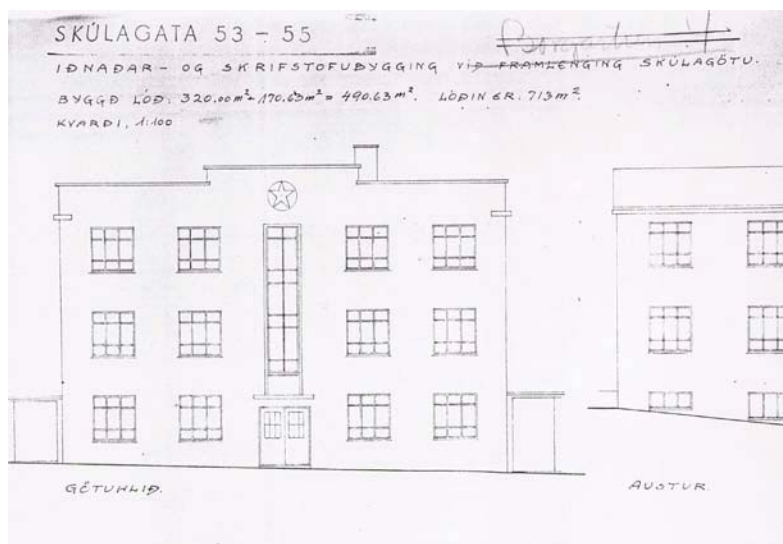 SKÚLAGATA 53 - 55
IÐNAÐAR- OG SKRIFSTOFUBYGGING VIÐ FRAMLENGING SKÚLAGÖTU.
BYGGÐ LÓÐ: 320.00m² + 170.63m² = 490.63m². LÓÐIN ER. 713m².
KVARÐI, 1:100
GÖTUHLIÐ.
AUSTUR.